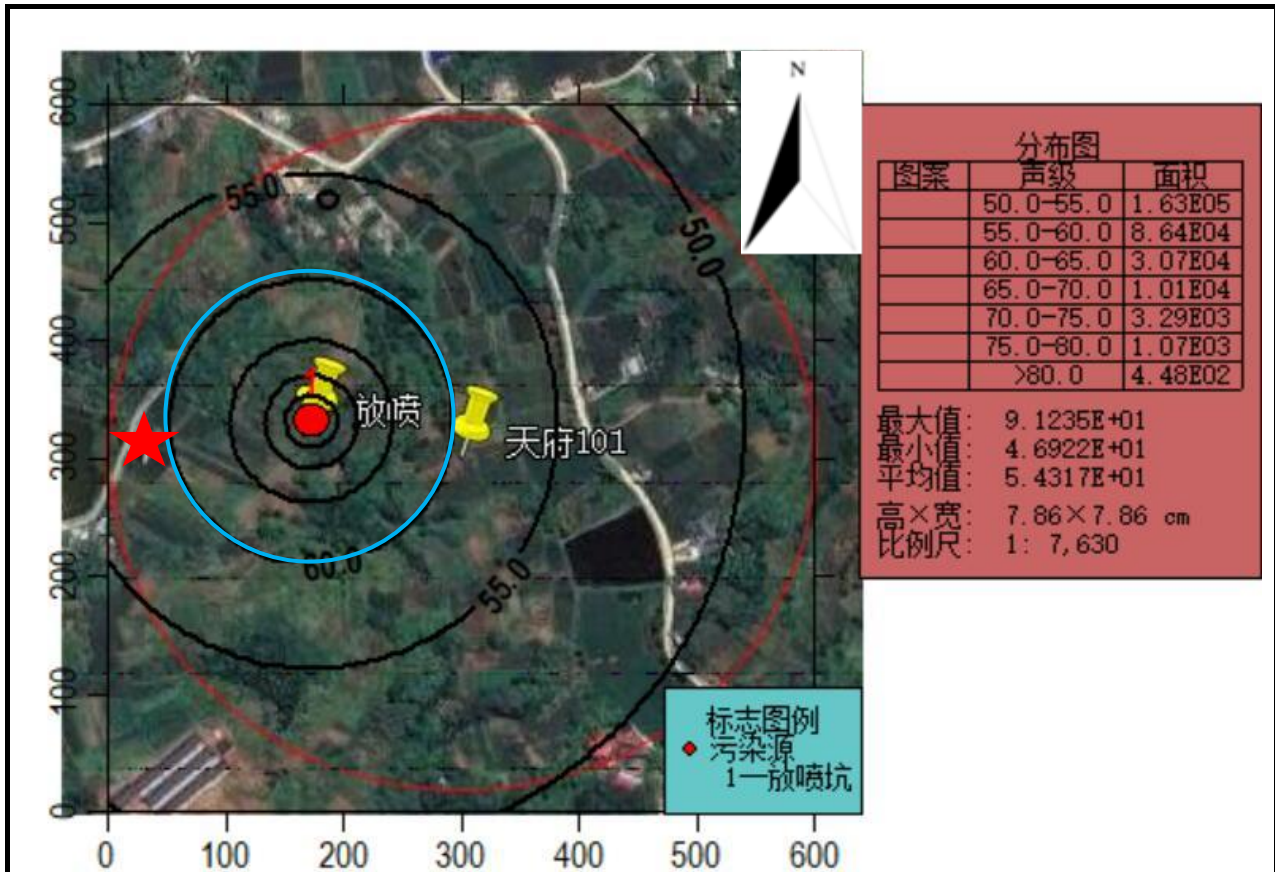 N
600
500
400
300
200
100
0
55.0
50.0
60.0
55.0
1
放喷
天府101
0 100 200 300 400 500 600
分布图
图案 声级 面积
50.0-55.0 1.63E05
55.0-60.0 8.64E04
60.0-65.0 3.07E04
65.0-70.0 1.01E04
70.0-75.0 3.29E03
75.0-80.0 1.07E03
>80.0 4.48E02
最大值: 9.1235E+01
最小值: 4.6922E+01
平均值: 5.4317E+01
高×宽: 7.86×7.86 cm
比例尺: 1: 7,630
标志图例
污染源
1—放喷坑